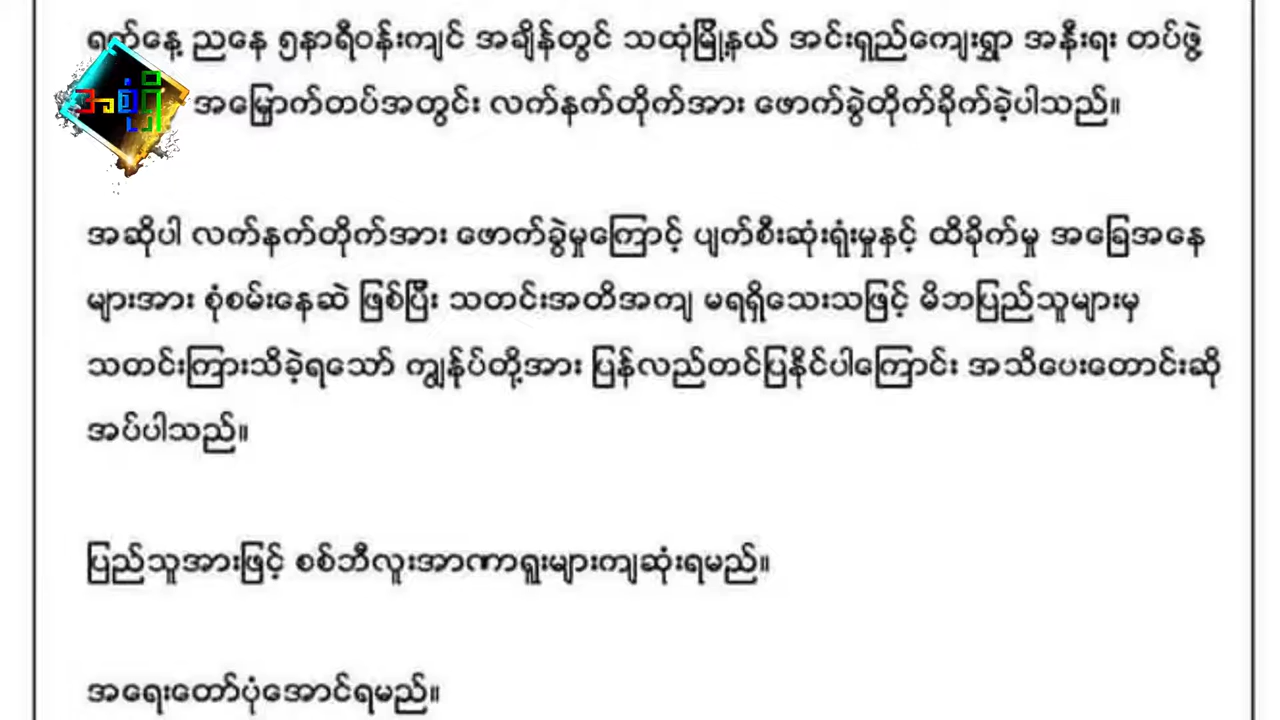 ရက်နေ့ ညနေ ၅နာရီဝန်းကျင် အချိန်တွင် သထုံမြို့နယ် အင်းရှည်ကျေးရွာ အနီးရး တပ်ဖွဲ့
အမြှောက်တပ်အတွင်း လက်နက်တိုက်အား ဖောက်ခွဲတိုက်ခိုက်ခဲ့ပါသည်။
အဆိုပါ လက်နက်တိုက်အား ဖောက်ခွဲမှုကြောင့် ပျက်စီးဆုံးရှုံးမှုနှင့် ထိခိုက်မှု အခြေအနေ
များအား စုံစမ်းနေဆဲ ဖြစ်ပြီး သတင်းအတိအကျ မရရှိသေးသဖြင့် မိဘပြည်သူများမှ
သတင်းကြားသိခဲ့ရသော် ကျွန်ုပ်တို့အား ပြန်လည်တင်ပြနိုင်ပါကြောင်း အသိပေးတောင်းဆို
အပ်ပါသည်။
ပြည်သူအားဖြင့် စစ်ဘီလူးအာဏာရူးများကျဆုံးရမည်။
အရေးတော်ပုံအောင်ရမည်။